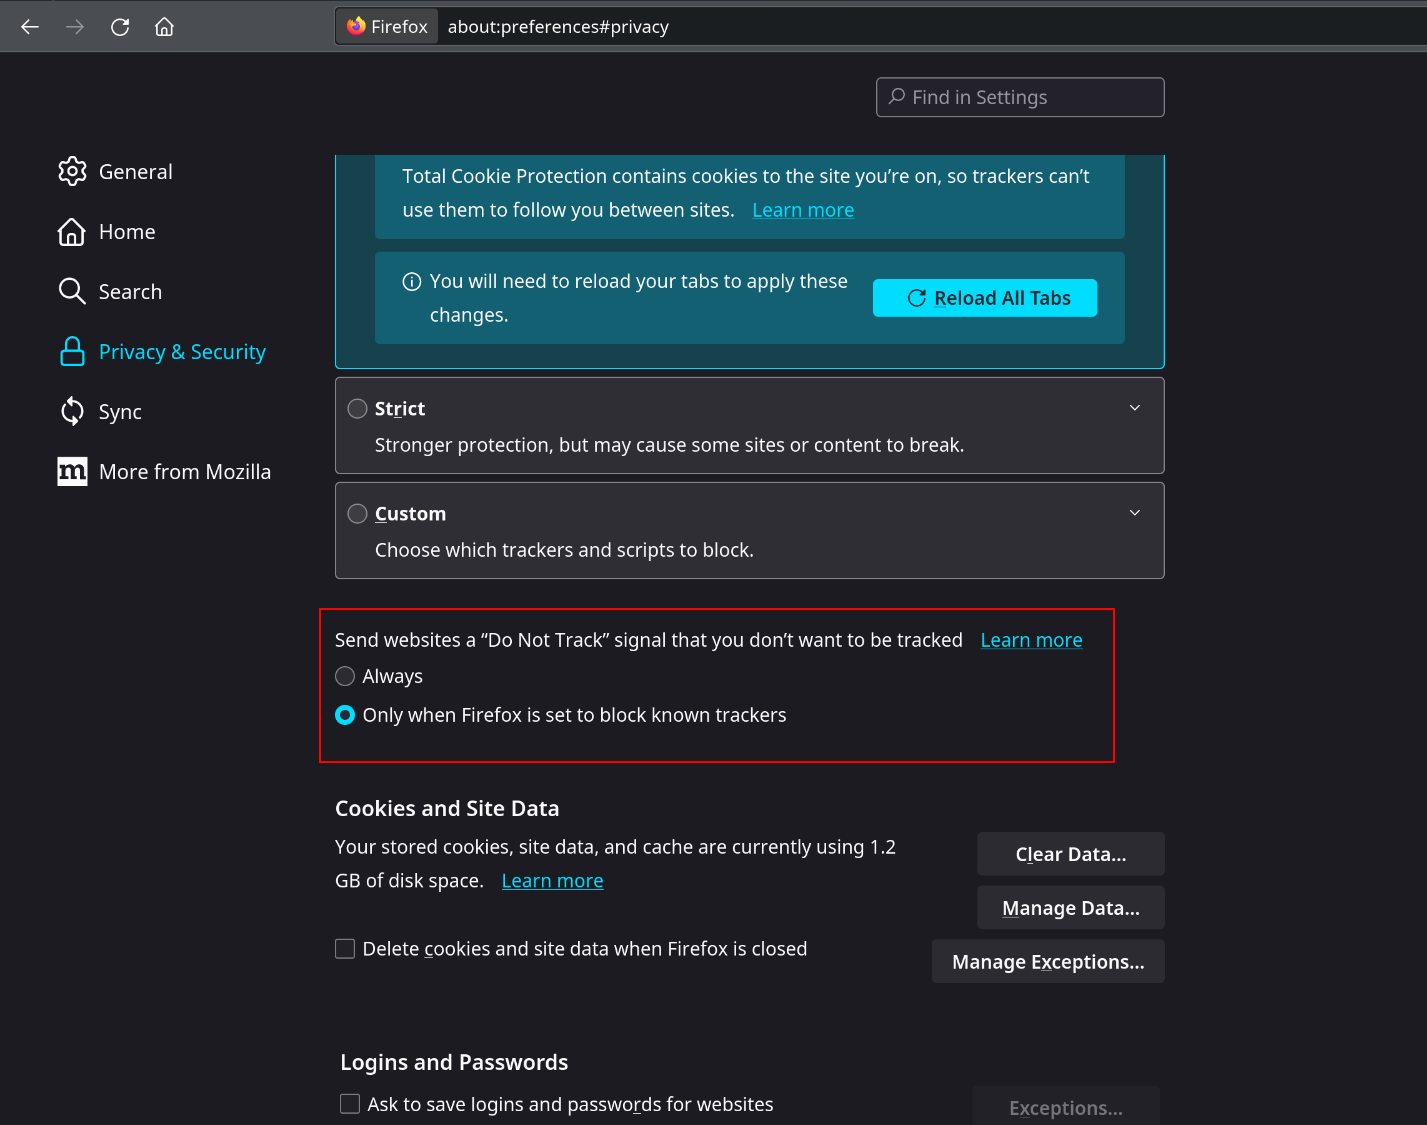 Firefox about:preferences#privacy
Find in Settings
General
Home
Search
Privacy & Security
Sync
m More from Mozilla
Total Cookie Protection contains cookies to the site you’re on, so trackers can’t
use them to follow you between sites. Learn more
You will need to reload your tabs to apply these
changes.
Reload All Tabs
Strict
Stronger protection, but may cause some sites or content to break.
Custom
Choose which trackers and scripts to block.
Send websites a “Do Not Track” signal that you don’t want to be tracked Learn more
Always
Only when Firefox is set to block known trackers
Cookies and Site Data
Your stored cookies, site data, and cache are currently using 1.2
GB of disk space. Learn more
Clear Data...
Manage Data...
Delete cookies and site data when Firefox is closed
Manage Exceptions...
Logins and Passwords
Ask to save logins and passwords for websites
Exceptions...